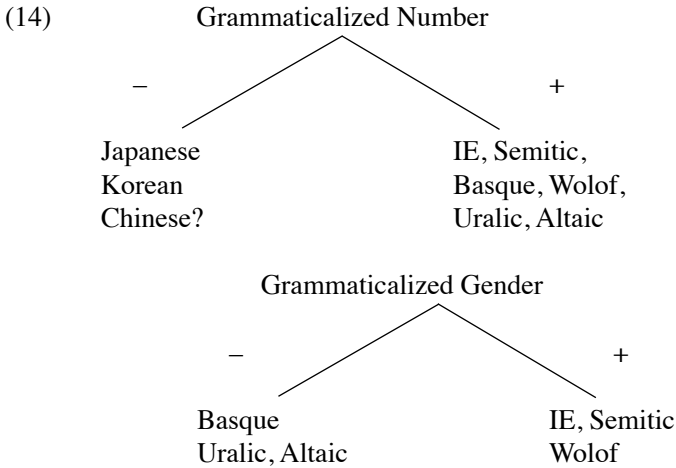 (14) Grammaticalized Number
– +
Japanese IE, Semitic,
Korean Basque, Wolof,
Chinese? Uralic, Altaic
Grammaticalized Gender
– +
Basque IE, Semitic
Uralic, Altaic Wolof